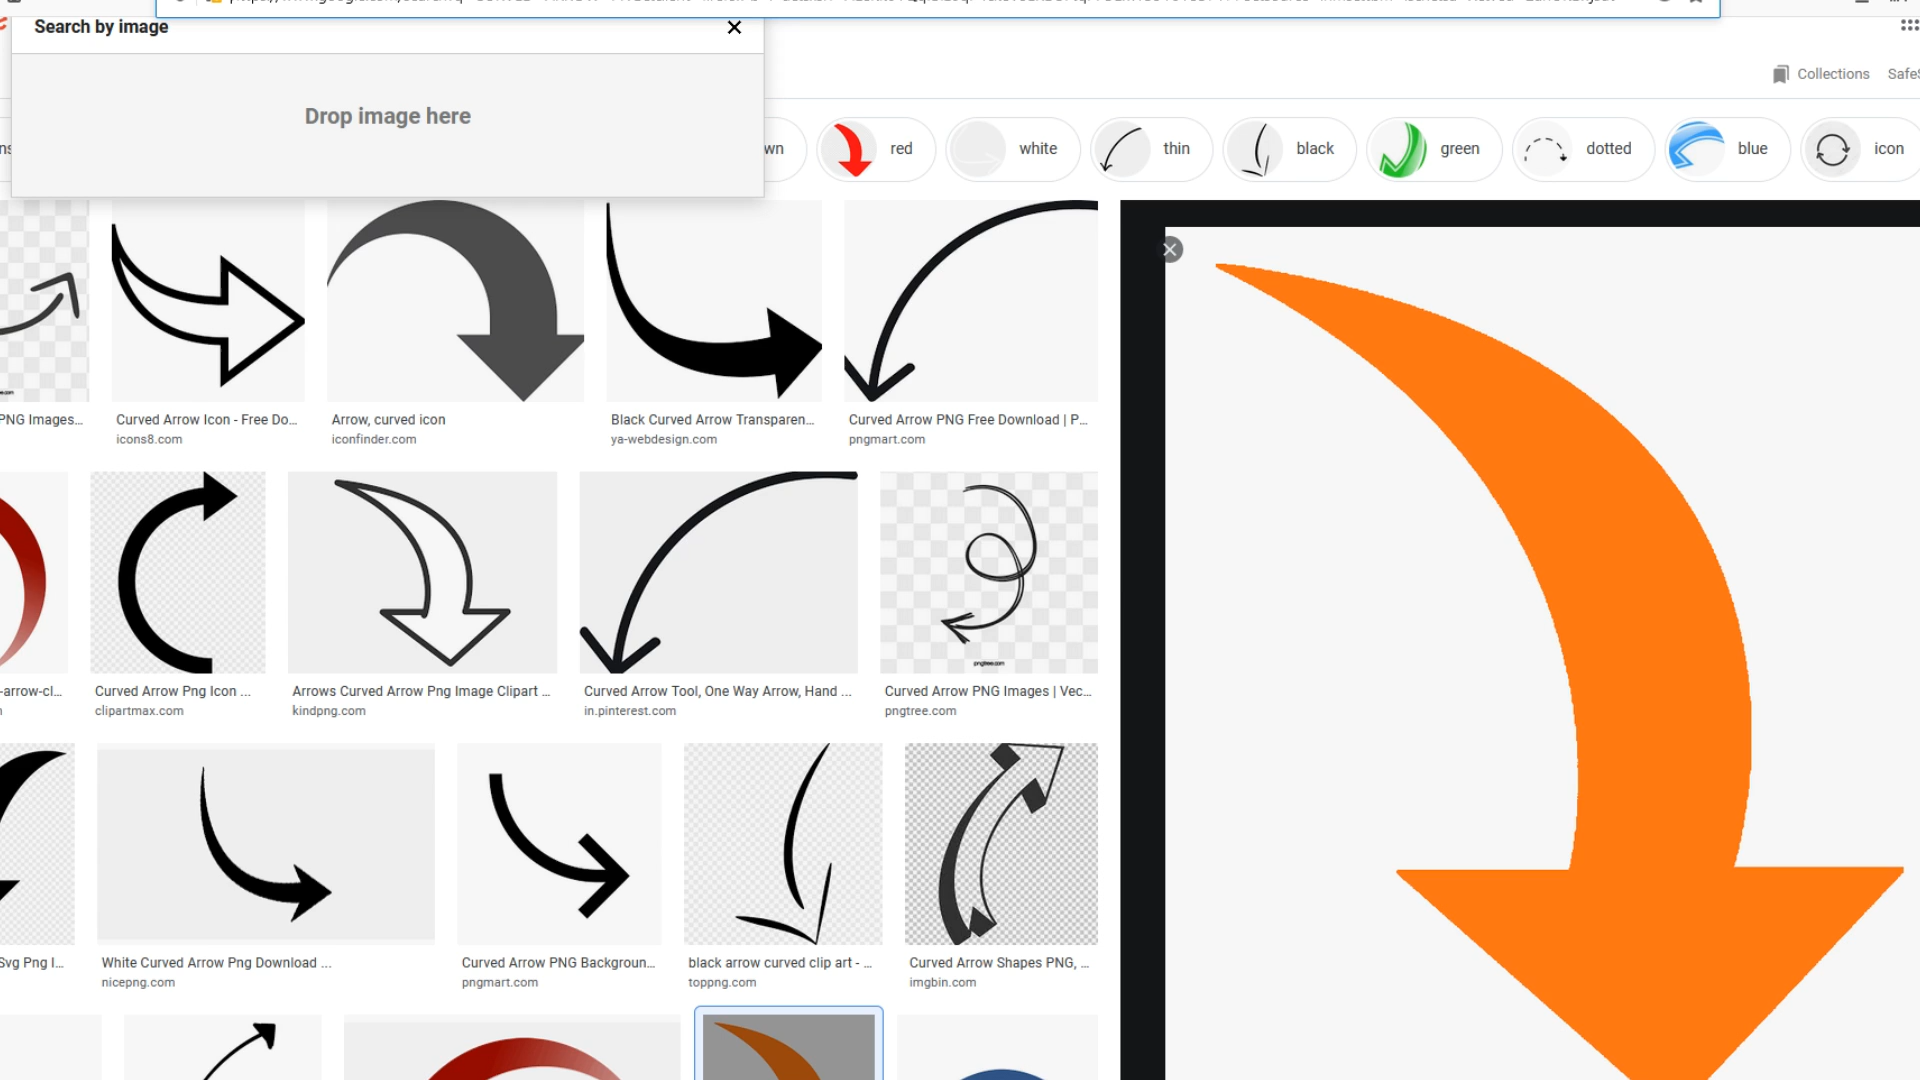 Search by image
Collections
Drop image here
red
white
thin
black
green
dotted
blue
icon
PNG Images...
Curved Arrow Icon - Free Do...
icons8.com
Arrow, curved icon
iconfinder.com
Black Curved Arrow Transparen...
ya-webdesign.com
Curved Arrow PNG Free Download | P...
pngmart.com
-arrow-cl...
Curved Arrow Png Icon ...
clipartmax.com
Arrows Curved Arrow Png Image Clipart ...
kindpng.com
Curved Arrow Tool, One Way Arrow, Hand ...
in.pinterest.com
pngtree.com
Curved Arrow PNG Images | Vec...
pngtree.com
Svg Png I...
White Curved Arrow Png Download ...
nicepng.com
Curved Arrow PNG Backgroun...
pngmart.com
black arrow curved clip art - ...
toppng.com
Curved Arrow Shapes PNG, ...
imgbin.com